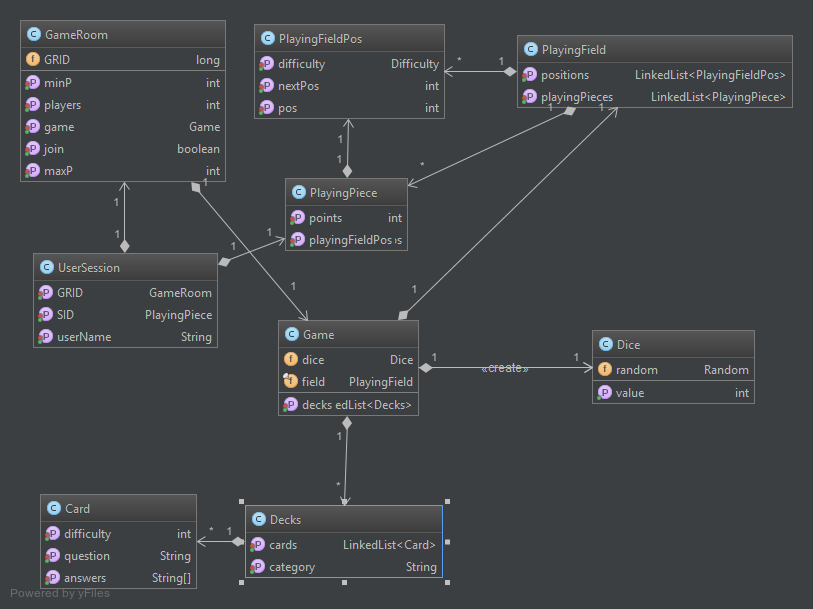 C GameRoom
f GRID long
P minP int
P players int
P game Game
P join boolean
P maxP int
C PlayingFieldPos
P difficulty Difficulty
P nextPos int
P pos int
C PlayingField
P positions LinkedList<PlayingFieldPos>
P playingPieces LinkedList<PlayingPiece>
* 1
1
1
1
1
*
1
C PlayingPiece
P points int
P playingFieldPos
1
1
1
1
C UserSession
P GRID GameRoom
P SID PlayingPiece
P userName String
1
1
C Game
f dice Dice
f field PlayingField
P decks edList<Decks>
1 «create» 1
C Dice
f random Random
P value int
1
*
C Card
P difficulty int
P question String
P answers String[]
* 1
C Decks
P cards LinkedList<Card>
P category String
Powered by yFiles